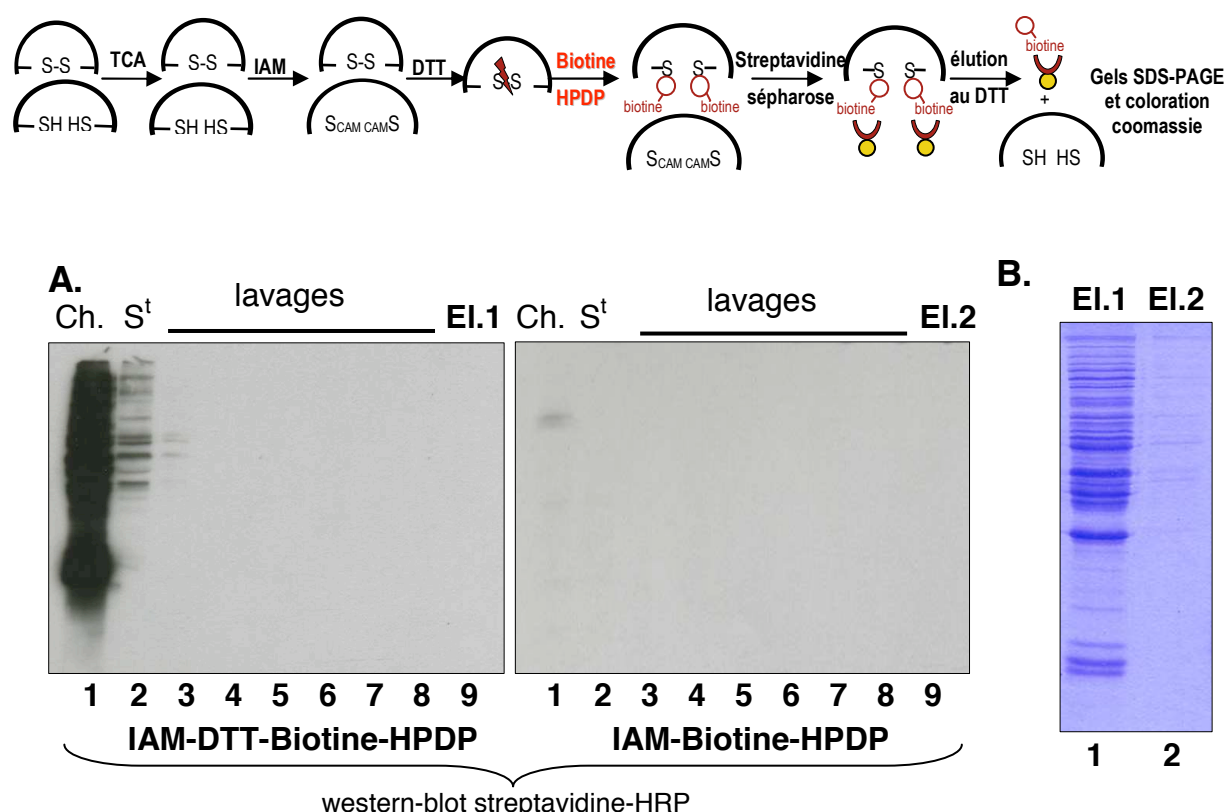 S-S
SH HS
TCA
S-S
SH HS
IAM
S-S
SCAM CAMS
DTT
S S
Biotine
HPDP
S S
biotine biotine
SCAM CAMS
Streptavidine
sépharose
S S
biotine biotine
élution
au DTT
biotine
+
SH HS
Gels SDS-PAGE
et coloration
coomassie
A.
Ch. St lavages El.1
Ch. St lavages El.2
1 2 3 4 5 6 7 8 9
1 2 3 4 5 6 7 8 9
IAM-DTT-Biotine-HPDP
IAM-Biotine-HPDP
western-blot streptavidine-HRP
B.
El.1 El.2
1 2